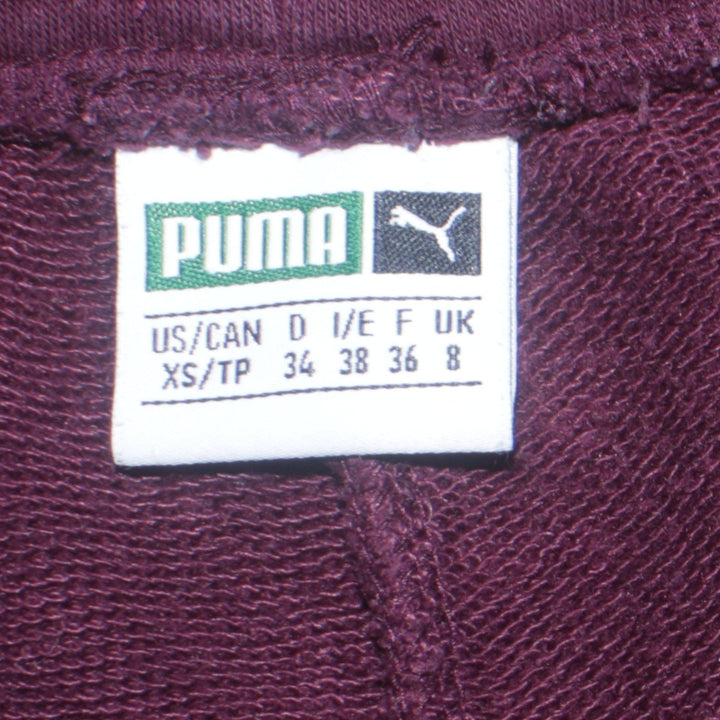 PUMA
US/CAN D I/E F UK
XS/TP 34 38 36 8